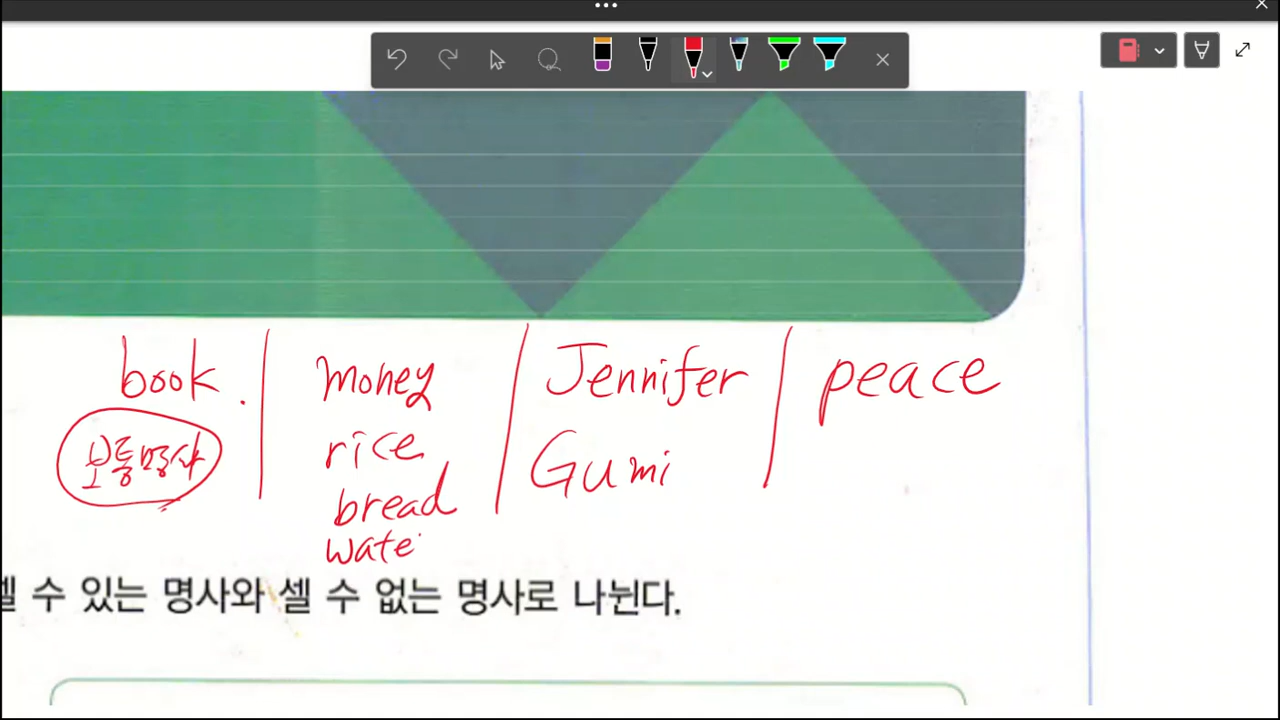 book. money Jennifer peace
보통명사 rice Gumi
bread
wate
수 있는 명사와 셀 수 없는 명사로 나뉜다.